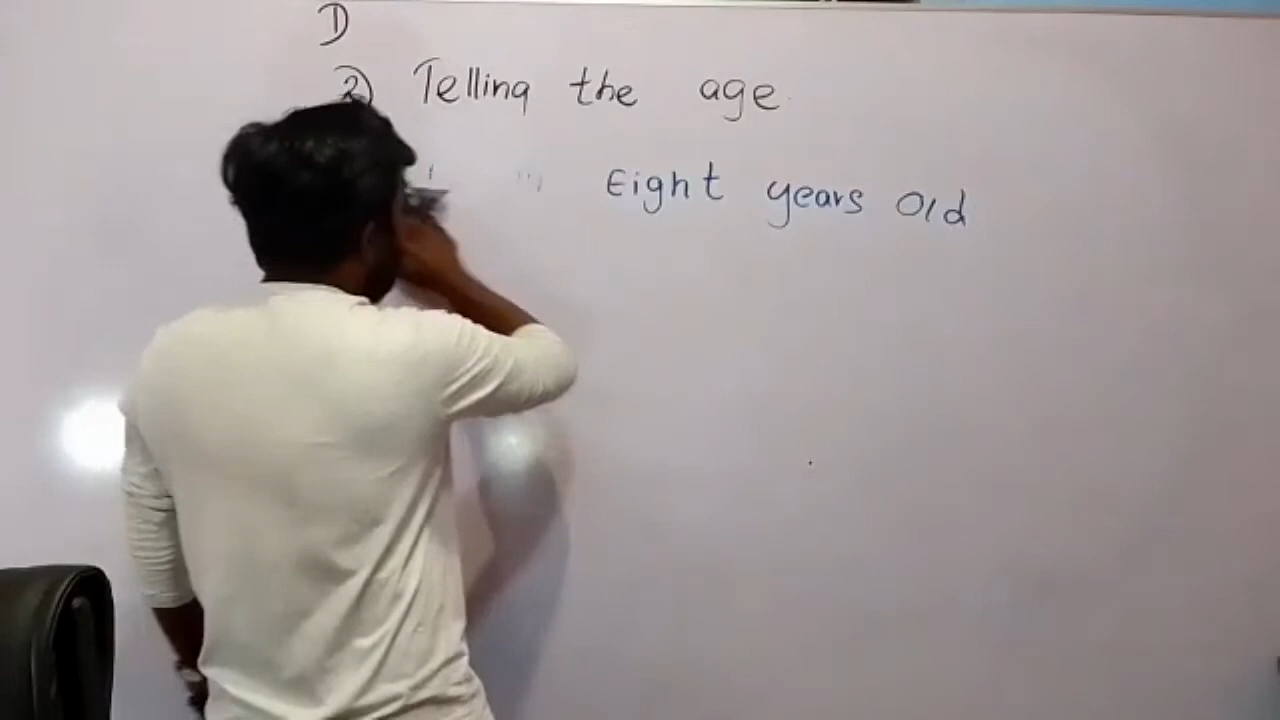 D
2) Telling the age.
Eight years old